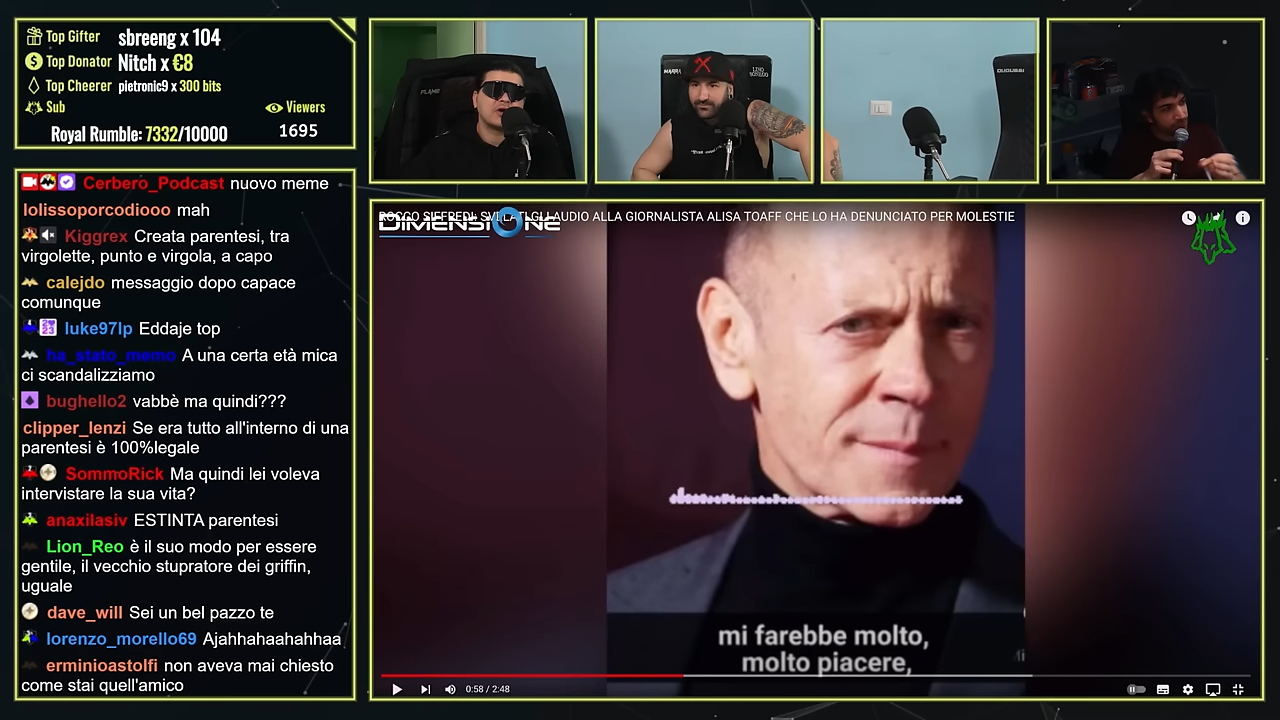 Top Gifter sbreeng x 104
Top Donator Nitch x €8
Top Cheerer pietronic9 x 300 bits
Sub Viewers
Royal Rumble: 7332/10000 1695
Cerbero_Podcast nuovo meme
lolissoporcodiooo mah
Kiggrex Creata parentesi, tra
virgolette, punto e virgola, a capo
calejdo messaggio dopo capace
comunque
luke97lp Eddaje top
ha_stato_memo A una certa età mica
ci scandalizziamo
bughello2 vabbè ma quindi???
clipper_lenzi Se era tutto all'interno di una
parentesi è 100%legale
SommoRick Ma quindi lei voleva
intervistare la sua vita?
anaxilasiv ESTINTA parentesi
Lion_Reo è il suo modo per essere
gentile, il vecchio stupratore dei griffin,
uguale
dave_will Sei un bel pazzo te
lorenzo_morello69 Ajahhahaahahhaa
erminioastolfi non aveva mai chiesto
come stai quell'amico
ROCCO SIFFREDI: SVELATI GLI AUDIO ALLA GIORNALISTA ALISA TOAFF CHE LO HA DENUNCIATO PER MOLESTIE
DIMENSIONE
mi farebbe molto,
molto piacere,
0:58 / 2:48